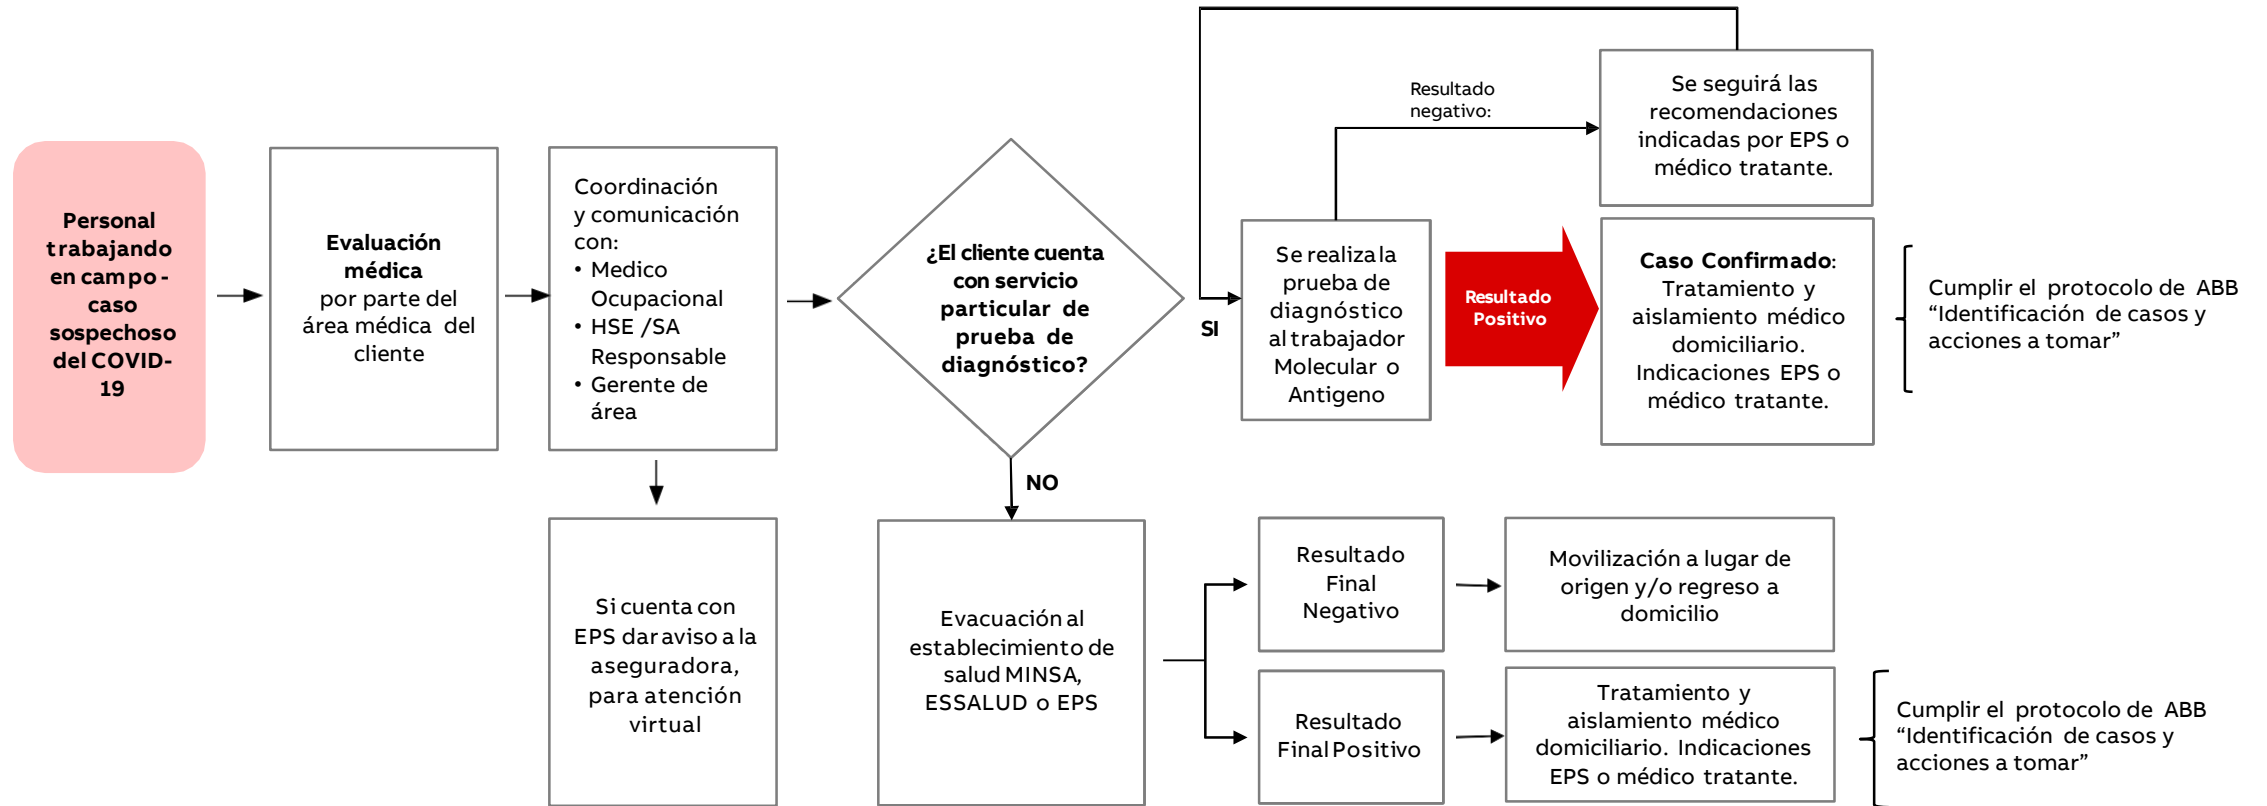 Personal
trabajando
en campo -
caso
sospechoso
del COVID-
19
Evaluación
médica
por parte del
área médica del
cliente
Coordinación
y comunicación
con:
• Medico
Ocupacional
• HSE /SA
Responsable
• Gerente de
área
Si cuenta con
EPS dar aviso a la
aseguradora,
para atención
virtual
¿El cliente cuenta
con servicio
particular de
prueba de
diagnóstico?
SI
NO
Se realiza la
prueba de
diagnóstico
al trabajador
Molecular o
Antigeno
Resultado
negativo:
Se seguirá las
recomendaciones
indicadas por EPS o
médico tratante.
Resultado
Positivo
Caso Confirmado:
Tratamiento y
aislamiento médico
domiciliario.
Indicaciones EPS o
médico tratante.
Cumplir el protocolo de ABB
“Identificación de casos y
acciones a tomar”
Evacuación al
establecimiento de
salud MINSA,
ESSALUD o EPS
Resultado
Final
Negativo
Movilización a lugar de
origen y/o regreso a
domicilio
Resultado
Final Positivo
Tratamiento y
aislamiento médico
domiciliario. Indicaciones
EPS o médico tratante.
Cumplir el protocolo de ABB
“Identificación de casos y
acciones a tomar”